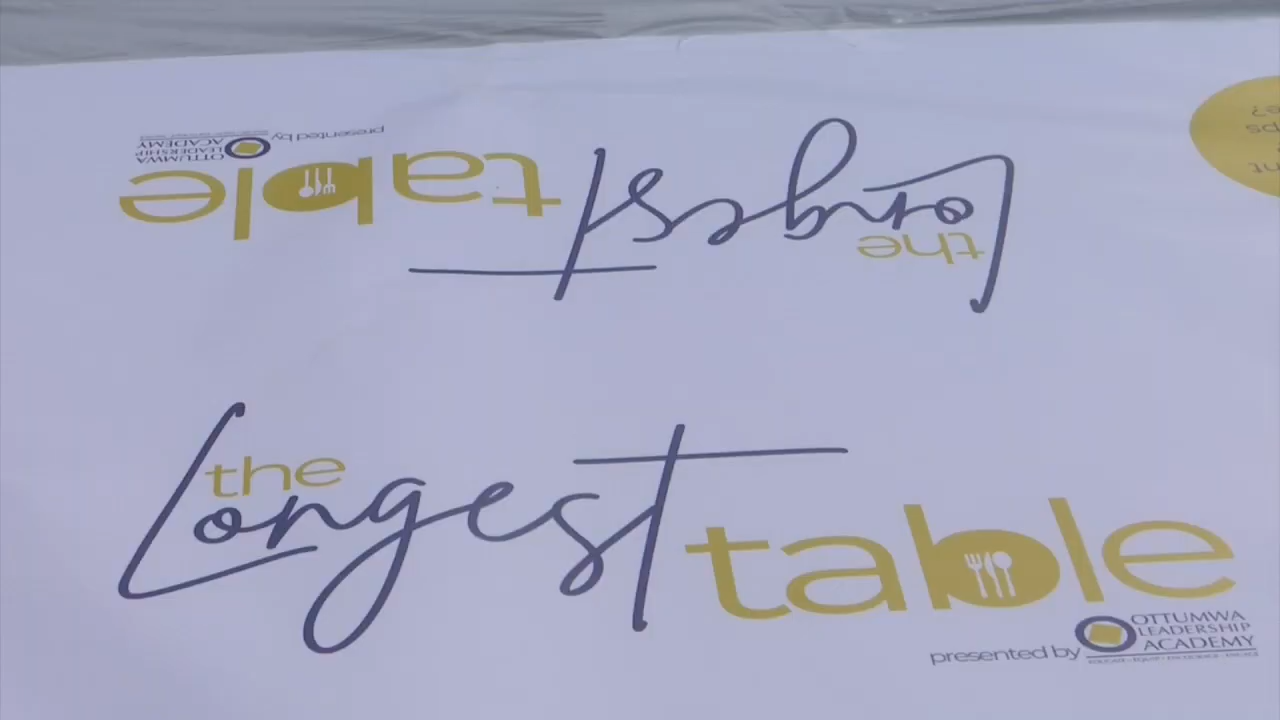 presented by OTTUMWA
LEADERSHIP
ACADEMY
the Longest table
the Longest table
presented by OTTUMWA
LEADERSHIP
ACADEMY